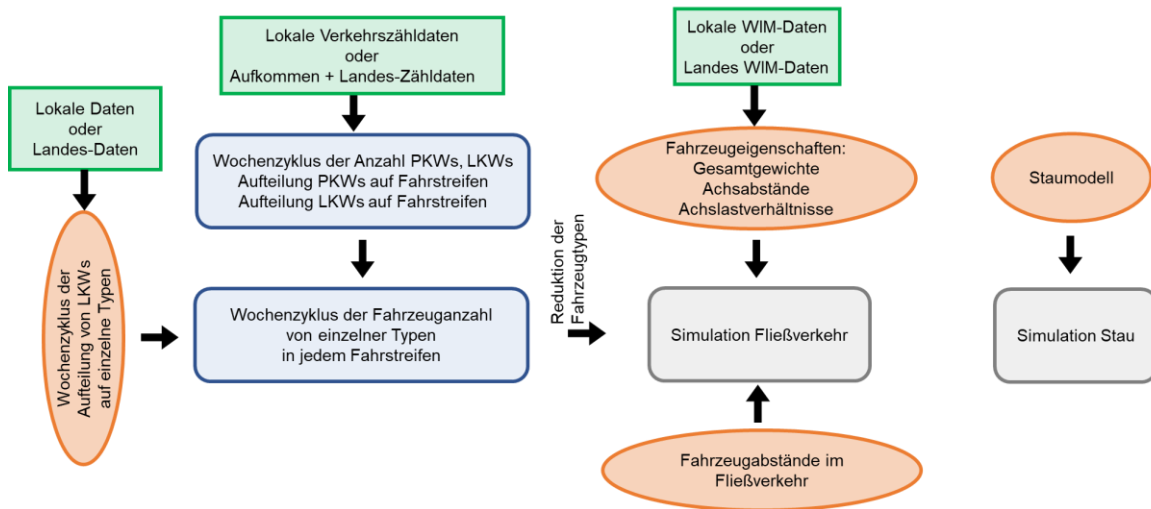 Lokale Daten
oder
Landes-Daten
Lokale Verkehrszähldaten
oder
Aufkommen + Landes-Zähldaten
Lokale WIM-Daten
oder
Landes WIM-Daten
Wochenzyklus der Anzahl PKWs, LKWs
Aufteilung PKWs auf Fahrstreifen
Aufteilung LKWs auf Fahrstreifen
Fahrzeugeigenschaften:
Gesamtgewichte
Achsabstände
Achslastverhältnisse
Staumodell
Wochenzyklus der
Aufteilung von LKWs
auf einzelne Typen
Wochenzyklus der Fahrzeuganzahl
von einzelner Typen
in jedem Fahrstreifen
Reduktion der
Fahrzeugtypen
Simulation Fließverkehr
Simulation Stau
Fahrzeugabstände im
Fließverkehr